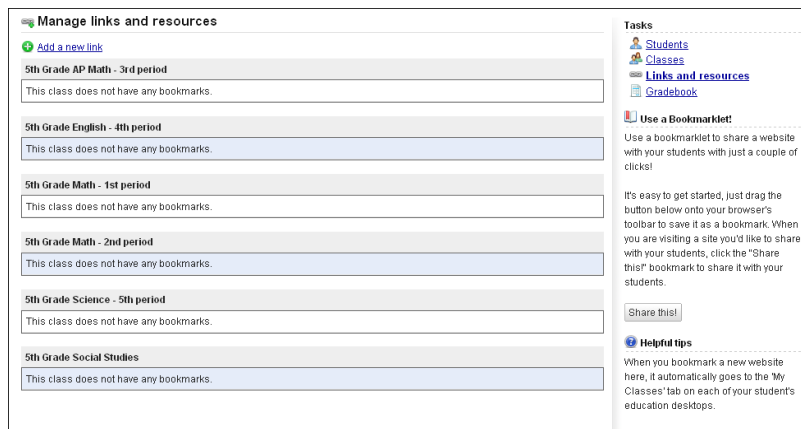 Manage links and resources
Add a new link
5th Grade AP Math - 3rd period
This class does not have any bookmarks.
5th Grade English - 4th period
This class does not have any bookmarks.
5th Grade Math - 1st period
This class does not have any bookmarks.
5th Grade Math - 2nd period
This class does not have any bookmarks.
5th Grade Science - 5th period
This class does not have any bookmarks.
5th Grade Social Studies
This class does not have any bookmarks.
Tasks
Students
Classes
Links and resources
Gradebook
Use a Bookmarklet!
Use a bookmarklet to share a website
with your students with just a couple of
clicks!
It's easy to get started, just drag the
button below onto your browser's
toolbar to save it as a bookmark. When
you are visiting a site you'd like to share
with your students, click the "Share
this!" bookmark to share it with your
students.
Share this!
Helpful tips
When you bookmark a new website
here, it automatically goes to the 'My
Classes' tab on each of your student's
education desktops.